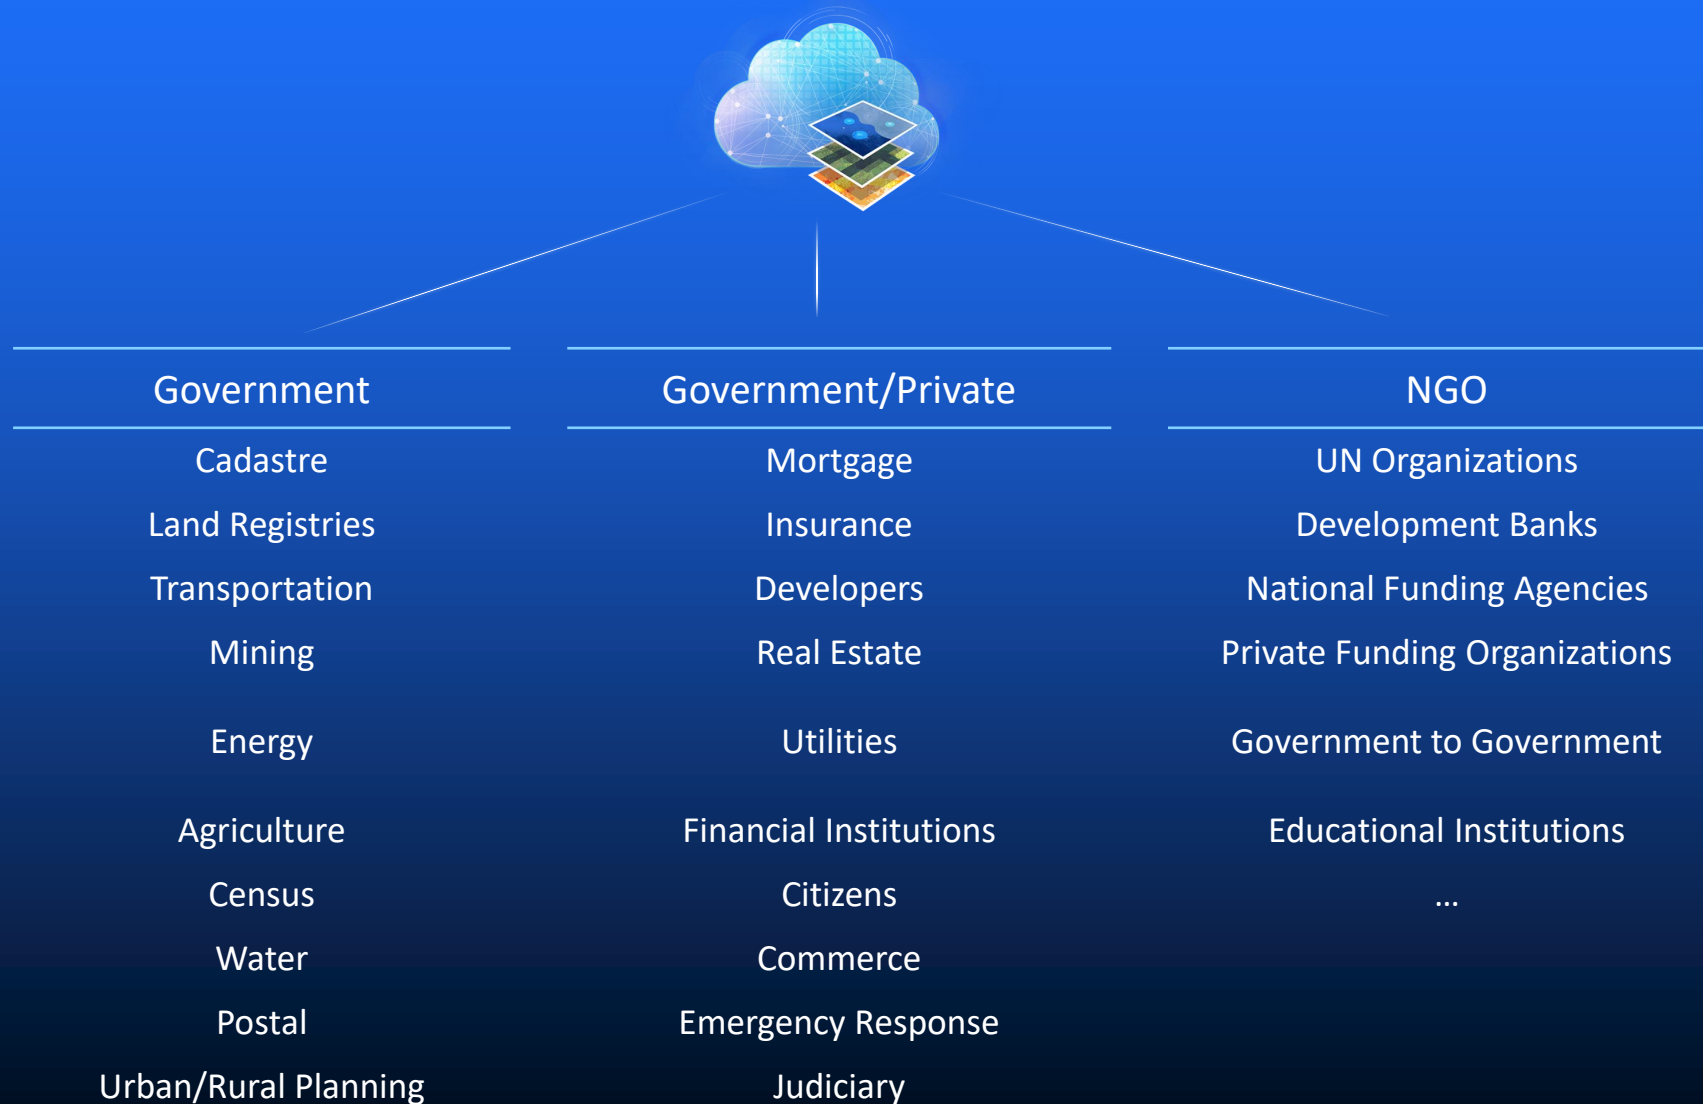 Government
Cadastre
Land Registries
Transportation
Mining
Energy
Agriculture
Census
Water
Postal
Urban/Rural Planning
Government/Private
Mortgage
Insurance
Developers
Real Estate
Utilities
Financial Institutions
Citizens
Commerce
Emergency Response
Judiciary
NGO
UN Organizations
Development Banks
National Funding Agencies
Private Funding Organizations
Government to Government
Educational Institutions
...